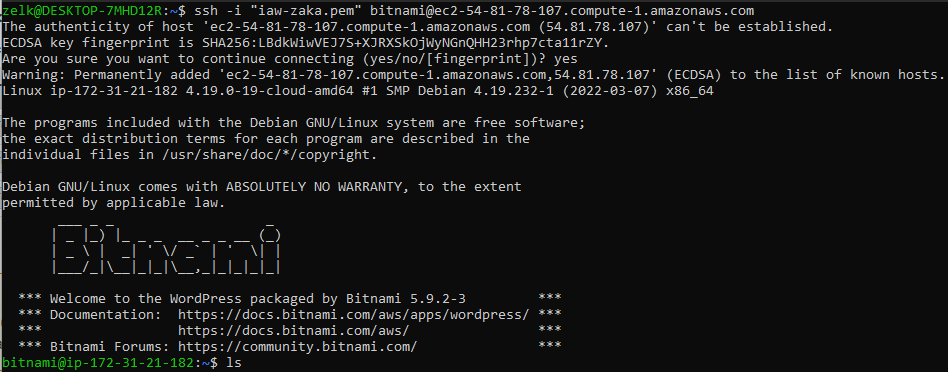 zelk@DESKTOP-7MHD12R:~$ ssh -i "iaw-zaka.pem" bitnami@ec2-54-81-78-107.compute-1.amazonaws.com
The authenticity of host 'ec2-54-81-78-107.compute-1.amazonaws.com (54.81.78.107)' can't be established.
ECDSA key fingerprint is SHA256:LBdkWiwVEJ7S+XJRXSkOjWyNGnQHH23rhp7cta11rZY.
Are you sure you want to continue connecting (yes/no/[fingerprint])? yes
Warning: Permanently added 'ec2-54-81-78-107.compute-1.amazonaws.com,54.81.78.107' (ECDSA) to the list of known hosts.
Linux ip-172-31-21-182 4.19.0-19-cloud-amd64 #1 SMP Debian 4.19.232-1 (2022-03-07) x86_64
The programs included with the Debian GNU/Linux system are free software;
the exact distribution terms for each program are described in the
individual files in /usr/share/doc/*/copyright.
Debian GNU/Linux comes with ABSOLUTELY NO WARRANTY, to the extent
permitted by applicable law.
Bitnami
*** Welcome to the WordPress packaged by Bitnami 5.9.2-3 ***
*** Documentation: https://docs.bitnami.com/aws/apps/wordpress/ ***
*** https://docs.bitnami.com/aws/ ***
*** Bitnami Forums: https://community.bitnami.com/ ***
bitnami@ip-172-31-21-182:~$ ls